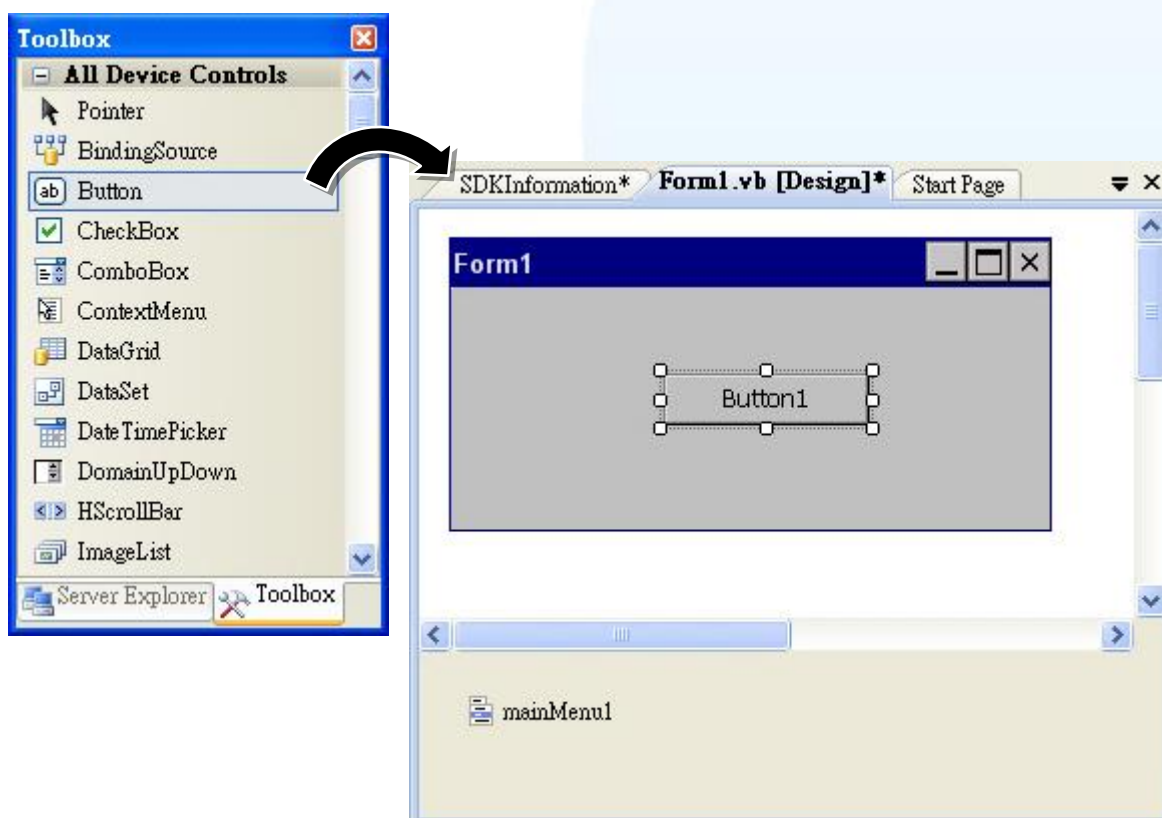 Toolbox
All Device Controls
Pointer
BindingSource
ab Button
CheckBox
ComboBox
ContextMenu
DataGrid
DataSet
DateTimePicker
DomainUpDown
HScrollBar
ImageList
Server Explorer Toolbox
SDKInformation* Form1.vb [Design]* Start Page
Form1
Button1
mainMenu1